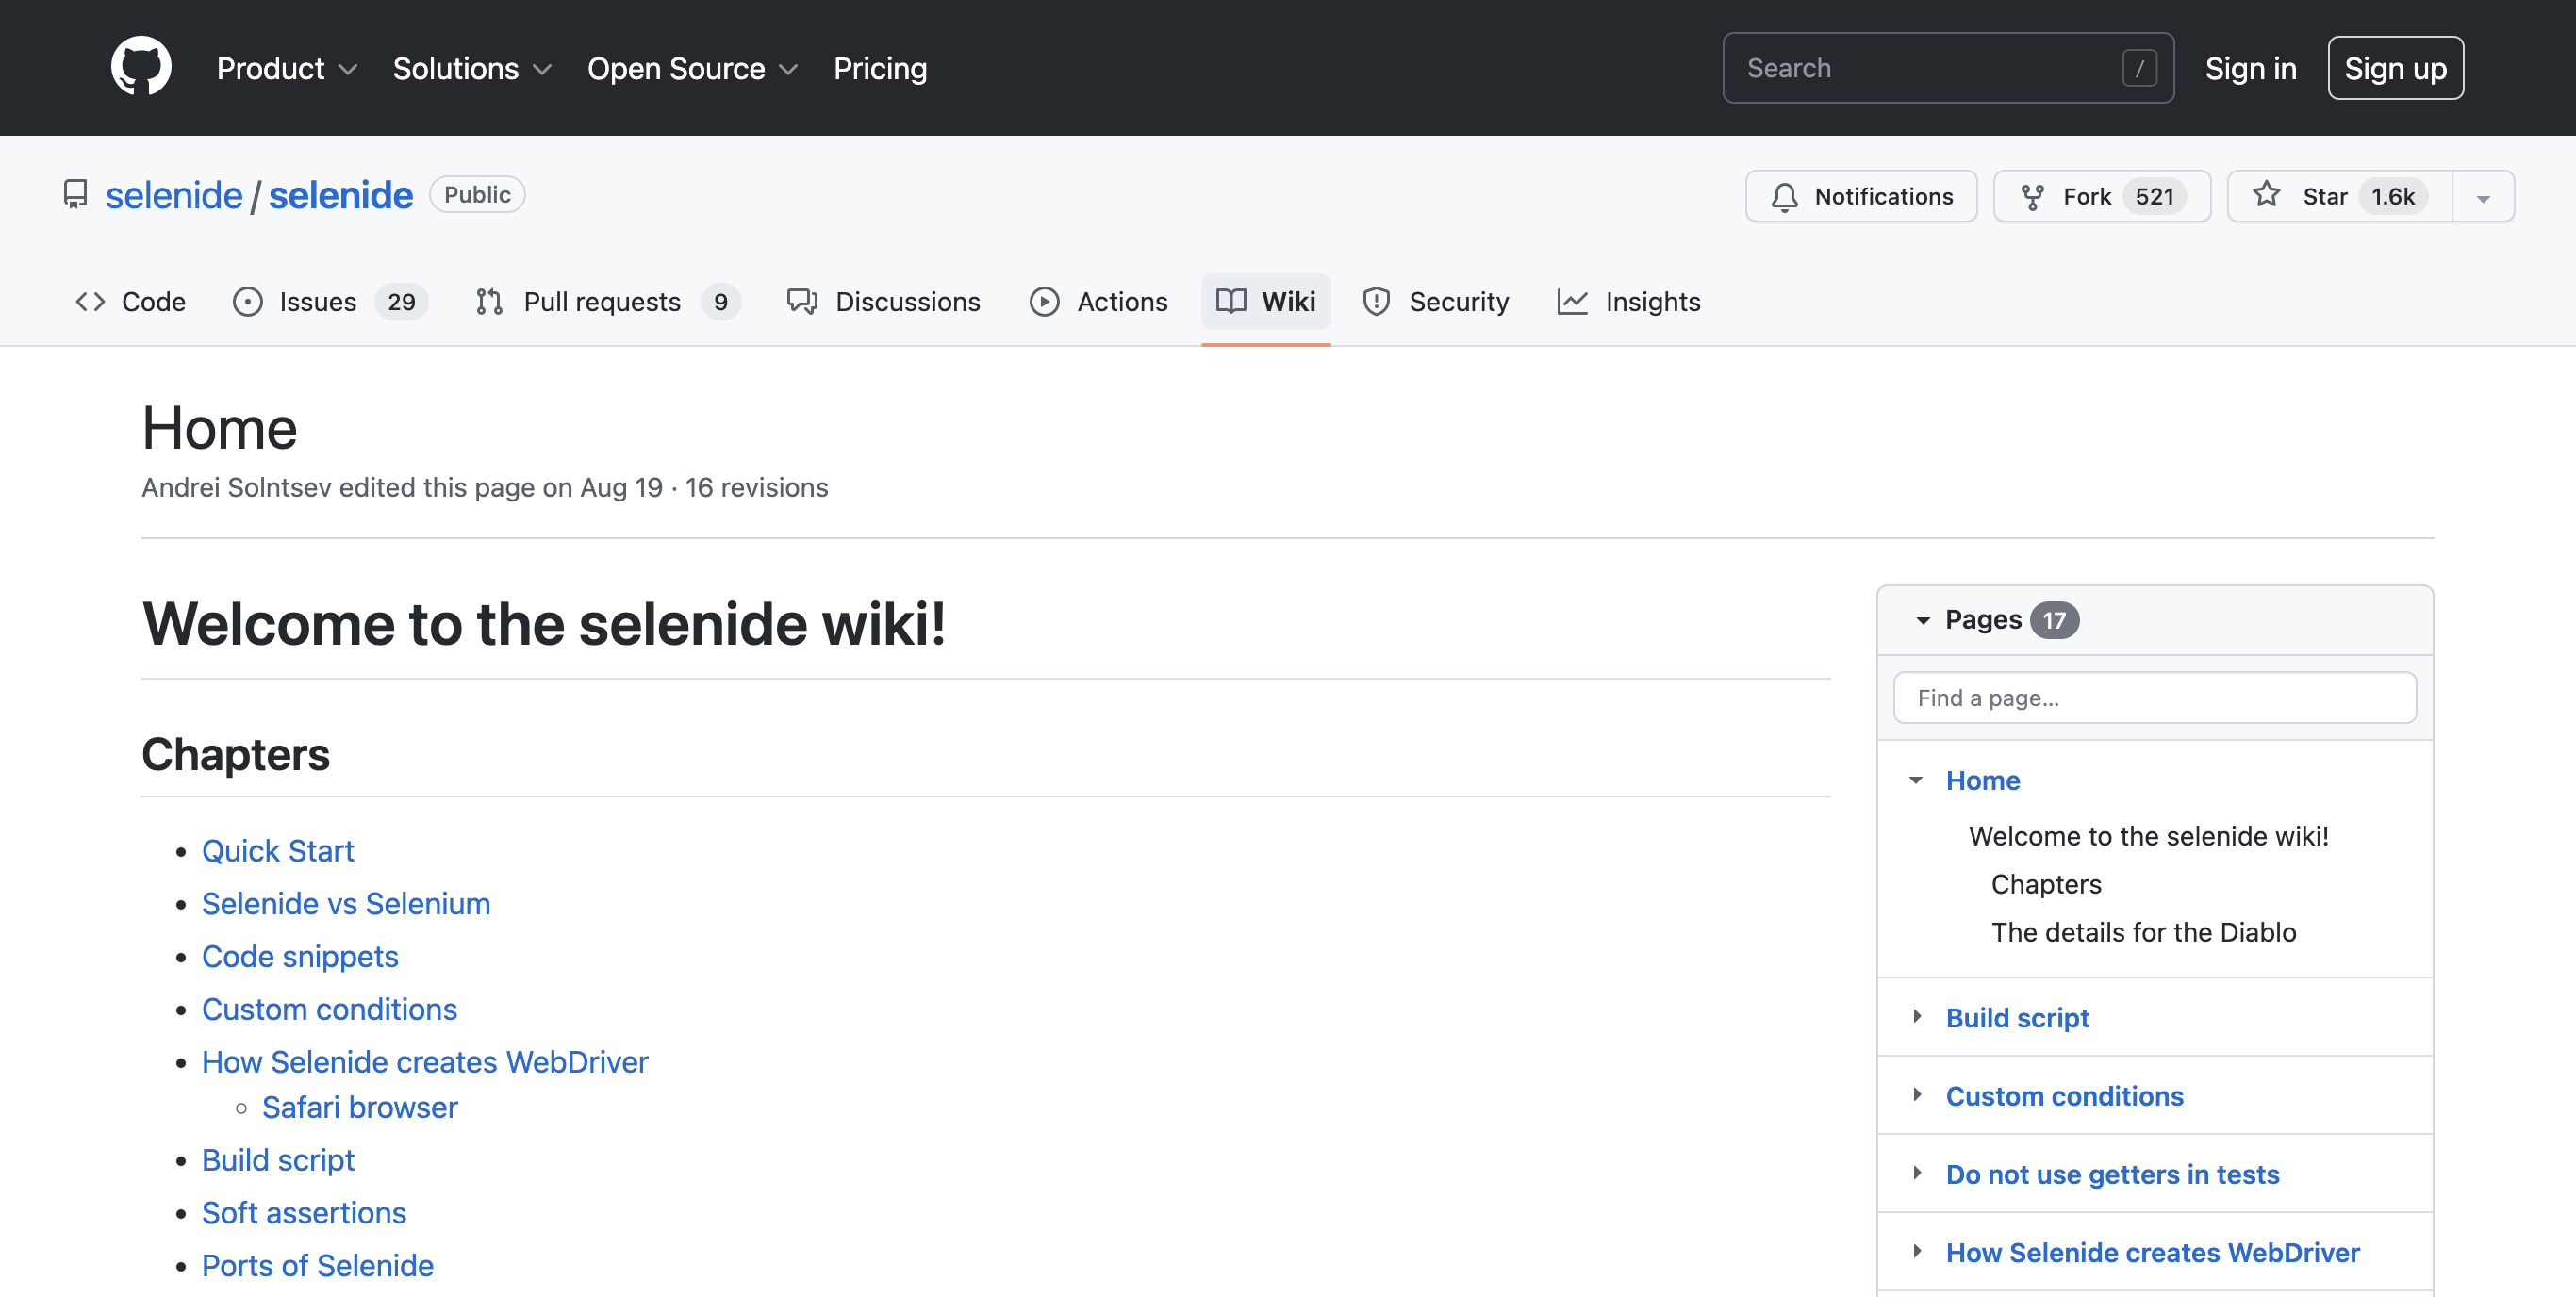 Product Solutions Open Source Pricing Search / Sign in Sign up
selenide / selenide Public Notifications Fork 521 Star 1.6k
Code Issues 29 Pull requests 9 Discussions Actions Wiki Security Insights
Home
Andrei Solntsev edited this page on Aug 19 · 16 revisions
Welcome to the selenide wiki!
Chapters
• Quick Start
• Selenide vs Selenium
• Code snippets
• Custom conditions
• How Selenide creates WebDriver
◦ Safari browser
• Build script
• Soft assertions
• Ports of Selenide
Pages 17
Find a page...
Home
Welcome to the selenide wiki!
Chapters
The details for the Diablo
Build script
Custom conditions
Do not use getters in tests
How Selenide creates WebDriver